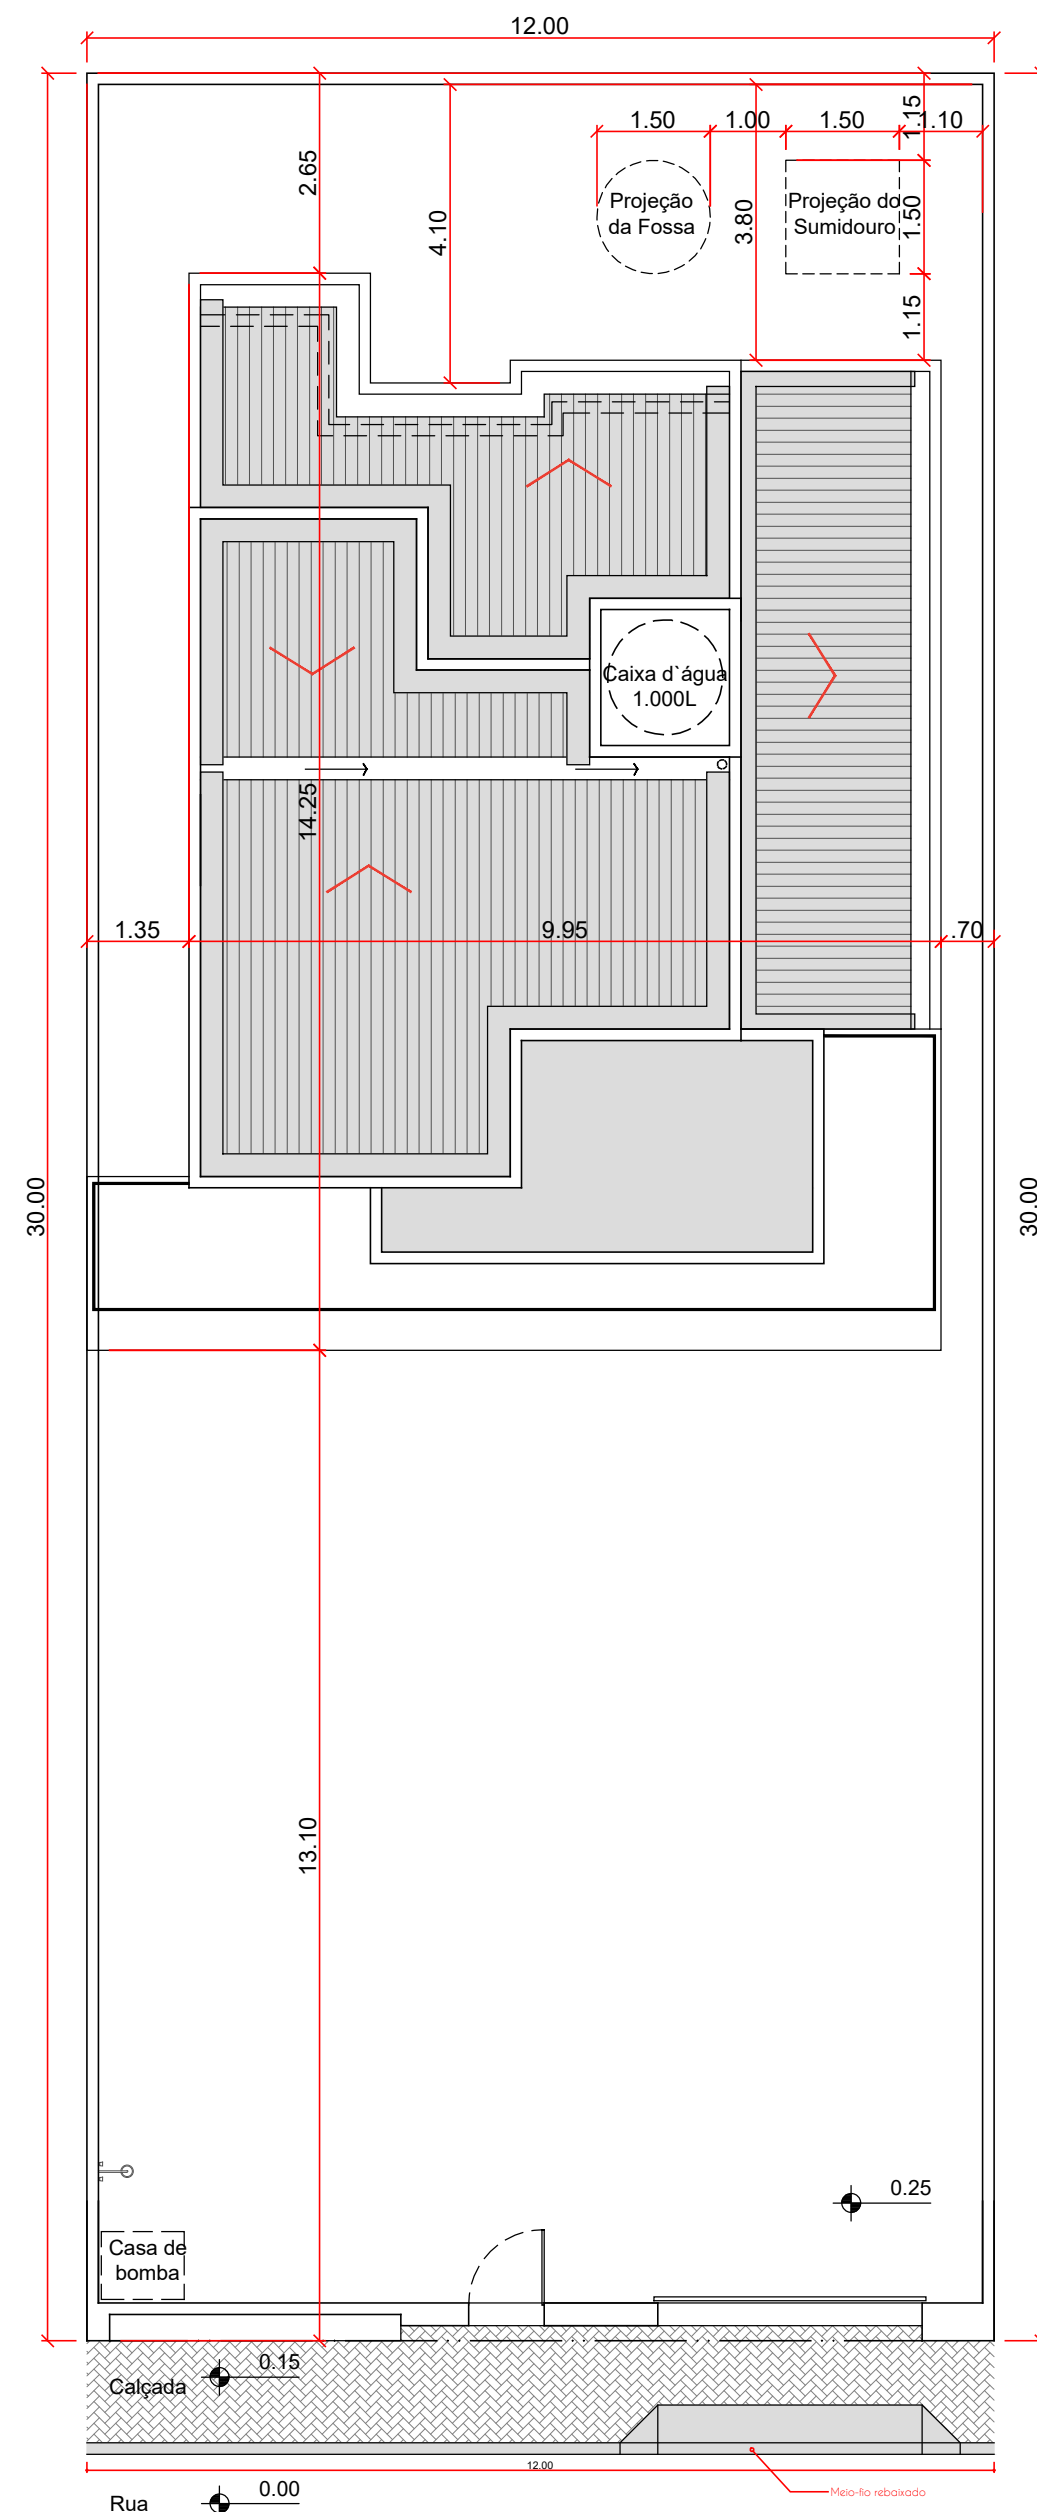 12.00
1.50
1.00
1.50
1.10
1.15
2.65
4.10
3.80
Projeção
da Fossa
Projeção do
Sumidouro
1.50
1.15
Caixa d`água
1.000L
14.25
1.35
9.95
.70
30.00
30.00
13.10
0.25
Casa de
bomba
0.15
Calçada
12.00
Meio-fio rebaixado
0.00
Rua